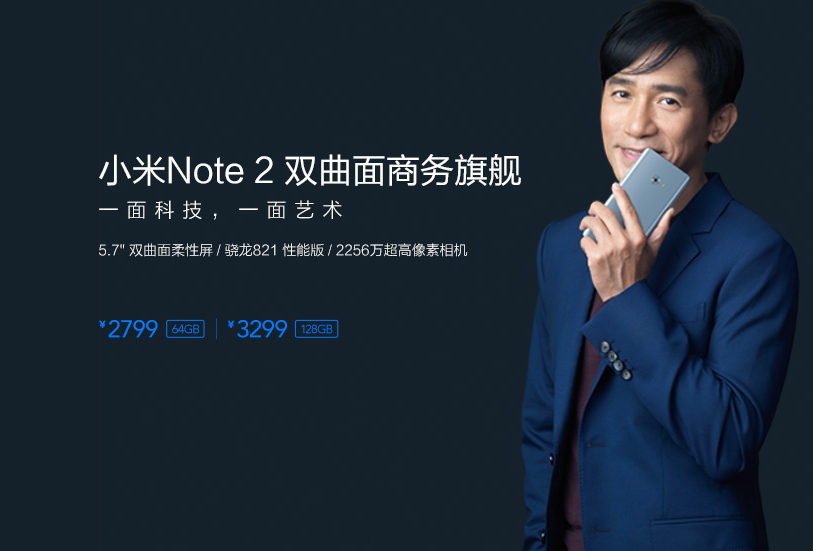 小米Note 2 双曲面商务旗舰
一面科技，一面艺术
5.7" 双曲面柔性屏 / 骁龙821 性能版 / 2256万超高像素相机
¥2799 64GB | ¥3299 128GB